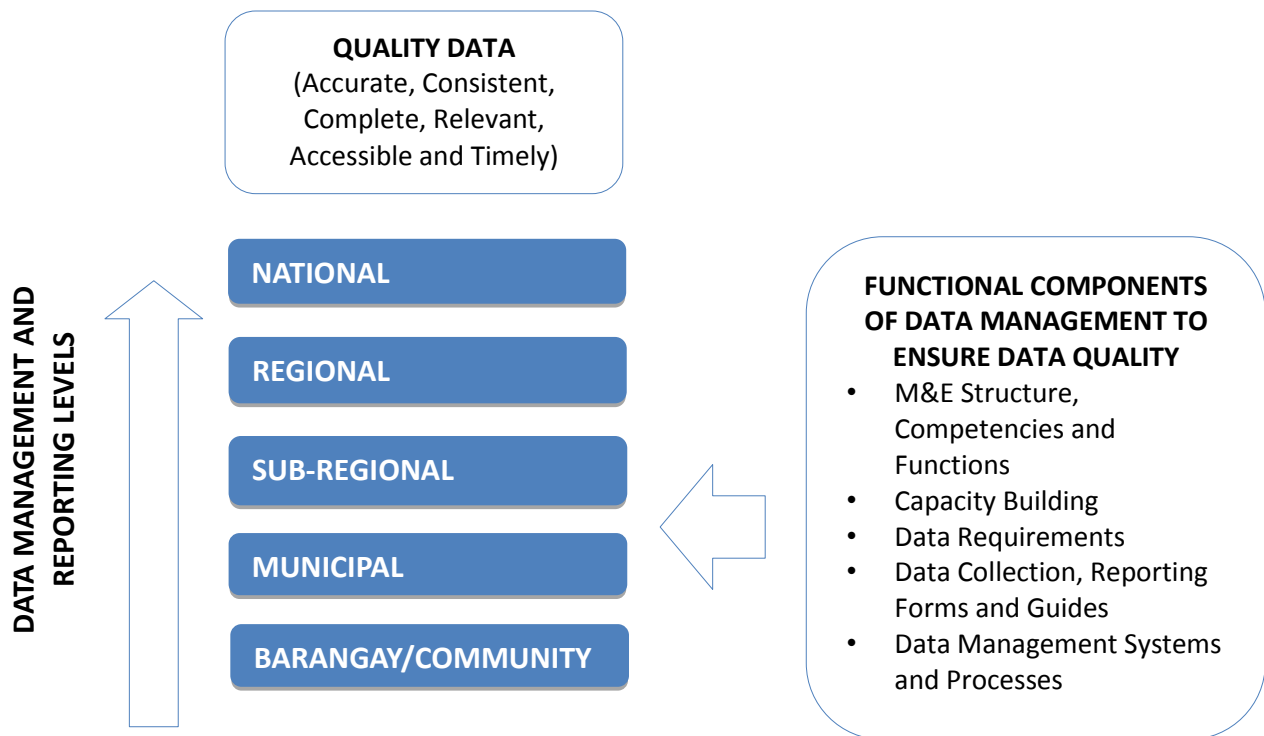 QUALITY DATA
(Accurate, Consistent,
Complete, Relevant,
Accessible and Timely)
DATA MANAGEMENT AND
REPORTING LEVELS
NATIONAL
REGIONAL
SUB-REGIONAL
MUNICIPAL
BARANGAY/COMMUNITY
FUNCTIONAL COMPONENTS
OF DATA MANAGEMENT TO
ENSURE DATA QUALITY
• M&E Structure,
Competencies and
Functions
• Capacity Building
• Data Requirements
• Data Collection, Reporting
Forms and Guides
• Data Management Systems
and Processes